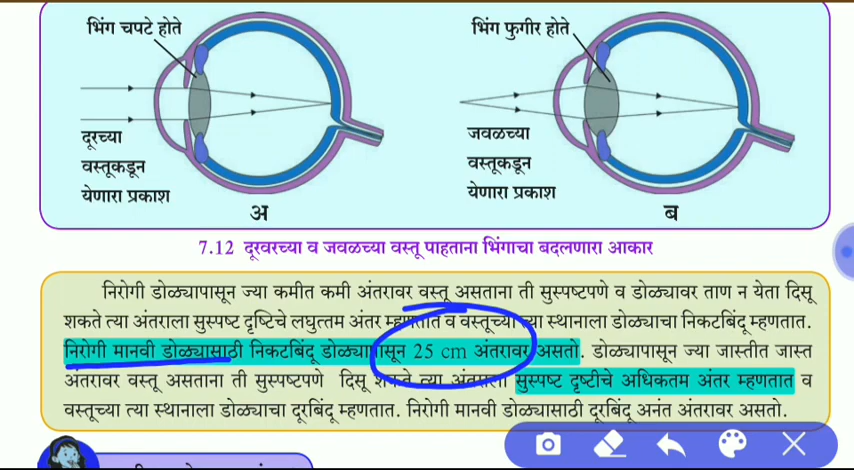 भिंग चपटे होते
भिंग फुगीर होते
दूरच्या
वस्तूकडून
येणारा प्रकाश
जवळच्या
वस्तूकडून
येणारा प्रकाश
अ
ब
7.12 दूरवरच्या व जवळच्या वस्तू पाहताना भिंगाचा बदलणारा आकार
निरोगी डोळ्यापासून ज्या कमीत कमी अंतरावर वस्तू असताना ती सुस्पष्टपणे व डोळ्यावर ताण न येता दिसू
शकते त्या अंतराला सुस्पष्ट दृष्टिचे लघुत्तम अंतर म्हणतात व वस्तूच्या त्या स्थानाला डोळ्याचा निकटबिंदू म्हणतात.
निरोगी मानवी डोळ्यासाठी निकटबिंदू डोळ्यापासून 25 cm अंतरावर असतो. डोळ्यापासून ज्या जास्तीत जास्त
अंतरावर वस्तू असताना ती सुस्पष्टपणे दिसू शकते त्या अंतराला सुस्पष्ट दृष्टीचे अधिकतम अंतर म्हणतात व
वस्तूच्या त्या स्थानाला डोळ्याचा दूरबिंदू म्हणतात. निरोगी मानवी डोळ्यासाठी दूरबिंदू अनंत अंतरावर असतो.